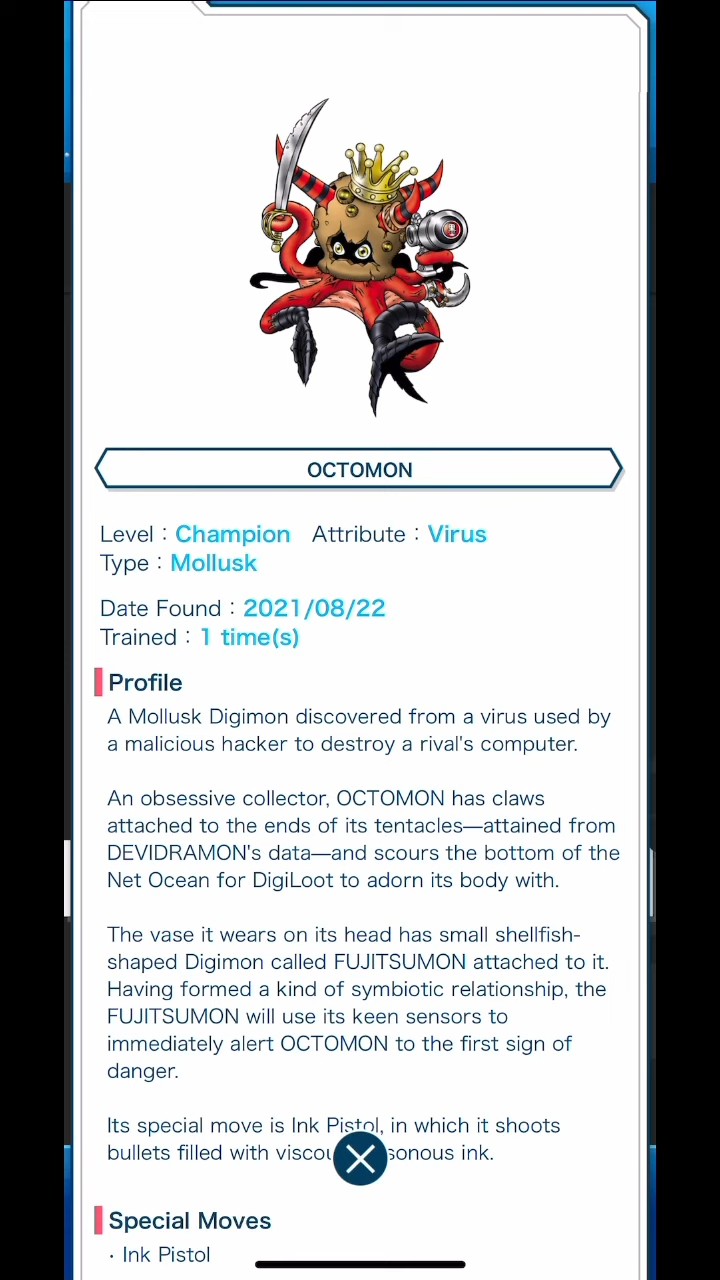 OCTOMON
Level : Champion Attribute : Virus
Type : Mollusk
Date Found : 2021/08/22
Trained : 1 time(s)
Profile
A Mollusk Digimon discovered from a virus used by
a malicious hacker to destroy a rival's computer.
An obsessive collector, OCTOMON has claws
attached to the ends of its tentacles—attained from
DEVIDRAMON's data—and scours the bottom of the
Net Ocean for DigiLoot to adorn its body with.
The vase it wears on its head has small shellfish-
shaped Digimon called FUJITSUMON attached to it.
Having formed a kind of symbiotic relationship, the
FUJITSUMON will use its keen sensors to
immediately alert OCTOMON to the first sign of
danger.
Its special move is Ink Pistol, in which it shoots
bullets filled with ink.
Special Moves
· Ink Pistol